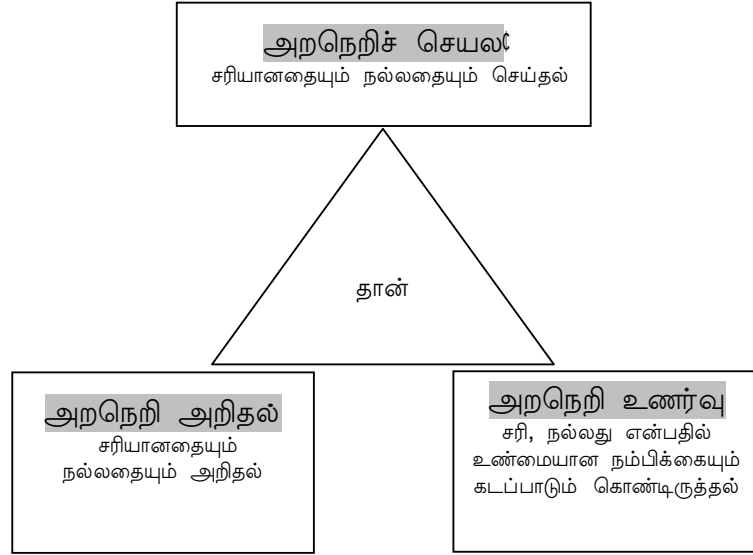 அறநெறிச் செயல்
சரியானதையும் நல்லதையும் செய்தல்
தான்
அறநெறி அறிதல்
சரியானதையும்
நல்லதையும் அறிதல்
அறநெறி உணர்வு
சரி, நல்லது என்பதில்
உண்மையான நம்பிக்கையும்
கடப்பாடும் கொண்டிருத்தல்